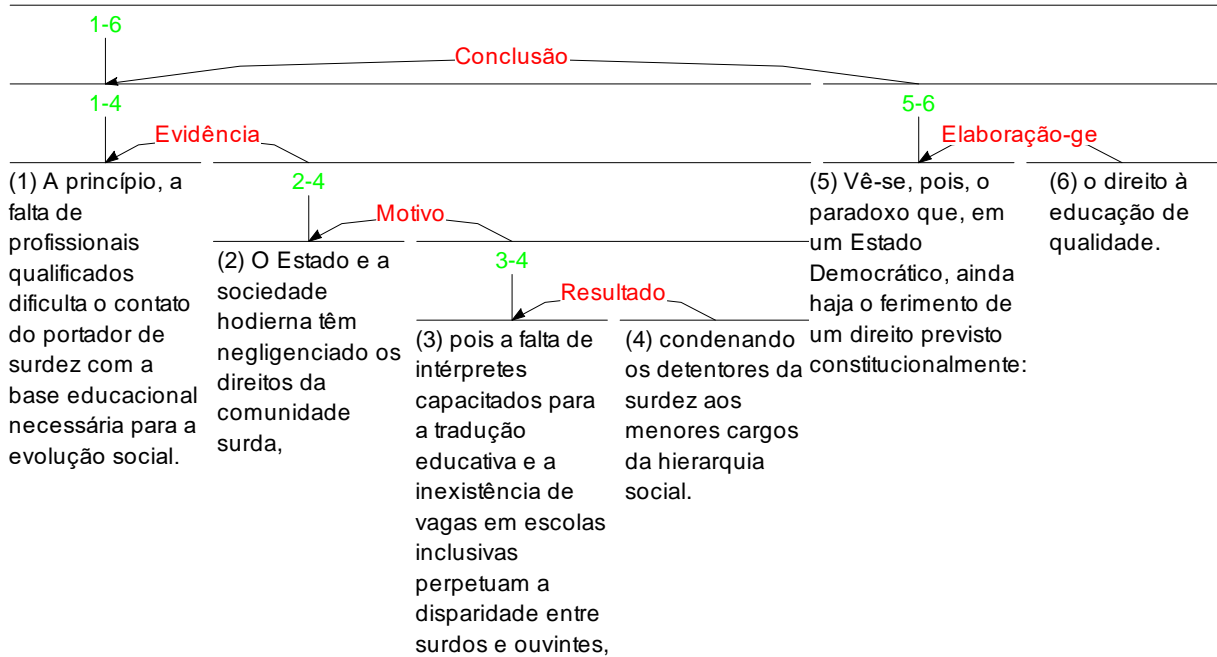 1-6
Conclusão
1-4
5-6
Evidência
Elaboração-ge
(1) A princípio, a
falta de
profissionais
qualificados
dificulta o contato
do portador de
surdez com a
base educacional
necessária para a
evolução social.
2-4
Motivo
(2) O Estado e a
sociedade
hodierna têm
negligenciado os
direitos da
comunidade
surda,
3-4
Resultado
(3) pois a falta de
intérpretes
capacitados para
a tradução
educativa e a
inexistência de
vagas em escolas
inclusivas
perpetuam a
disparidade entre
surdos e ouvintes,
(4) condenando
os detentores da
surdez aos
menores cargos
da hierarquia
social.
(5) Vê-se, pois, o
paradoxo que, em
um Estado
Democrático, ainda
haja o ferimento de
um direito previsto
constitucionalmente:
(6) o direito à
educação de
qualidade.